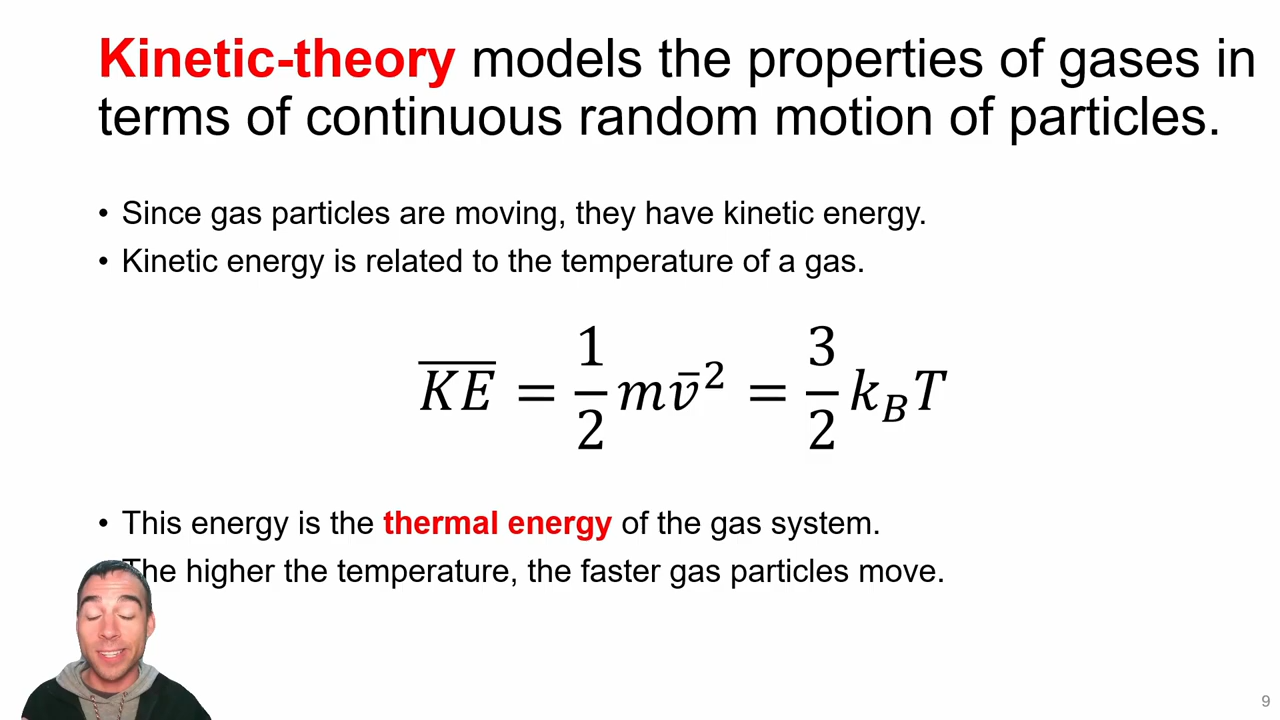 Kinetic-theory models the properties of gases in
terms of continuous random motion of particles.
• Since gas particles are moving, they have kinetic energy.
• Kinetic energy is related to the temperature of a gas.
K̅E̅ = 1/2 mv̄² = 3/2 k_B T
• This energy is the thermal energy of the gas system.
The higher the temperature, the faster gas particles move.
9